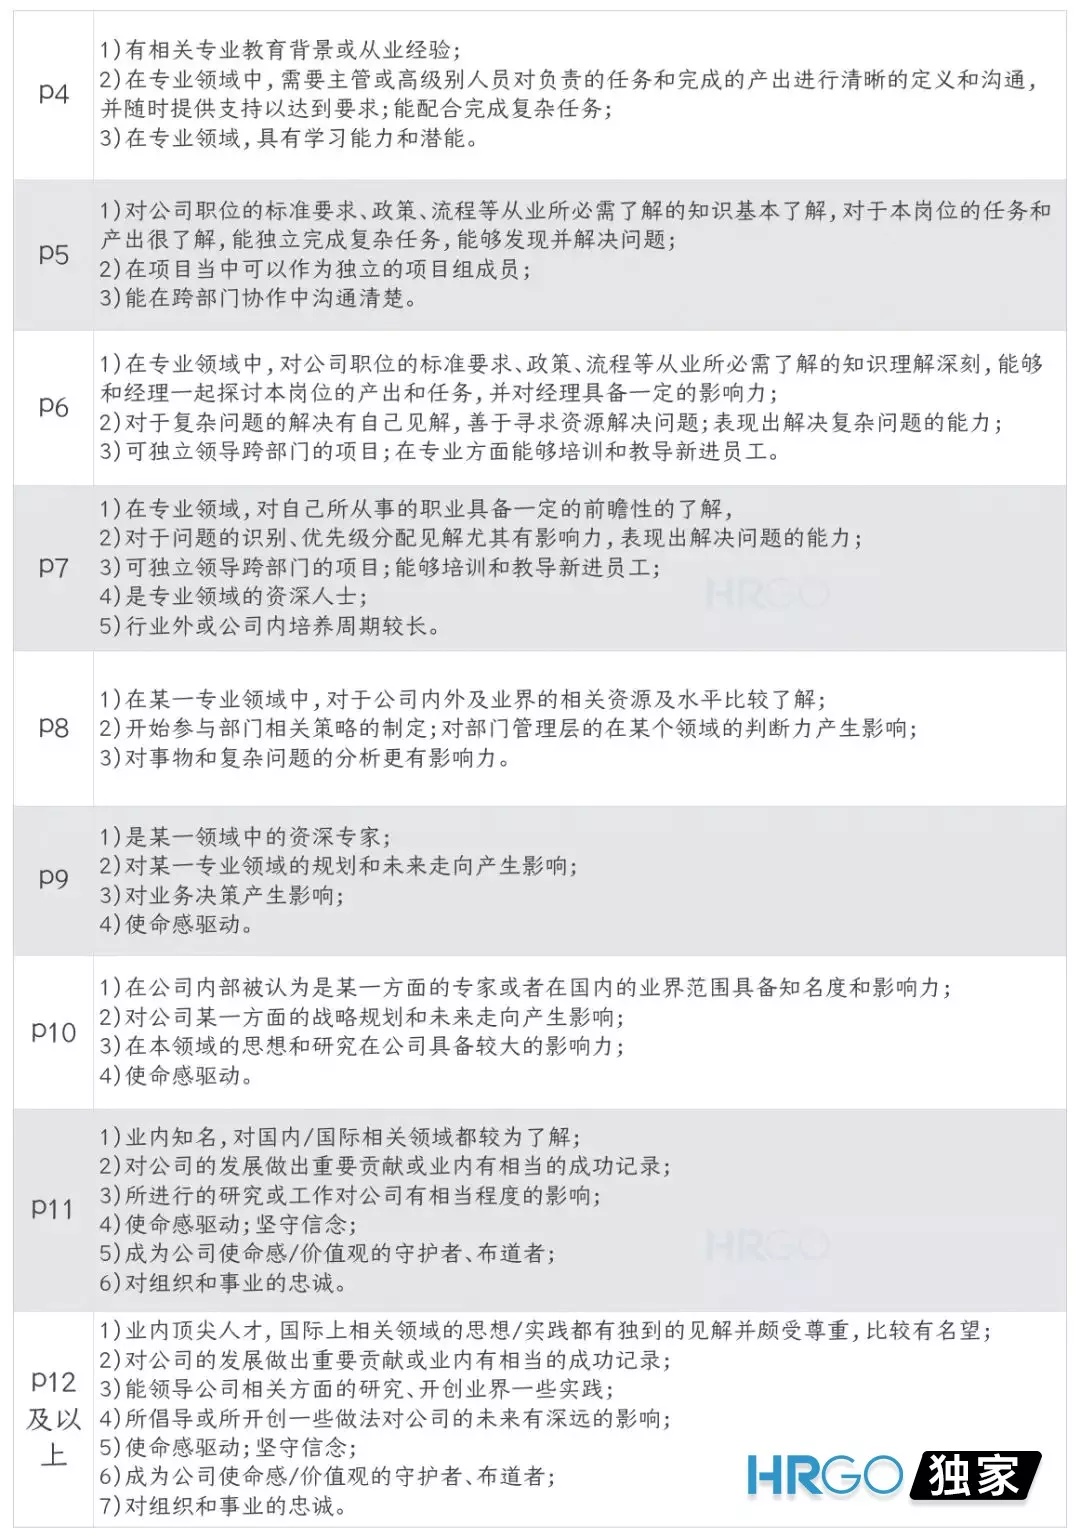 p4
1)有相关专业教育背景或从业经验;
2)在专业领域中,需要主管或高级别人员对负责的任务和完成的产出进行清晰的定义和沟通,
并随时提供支持以达到要求;能配合完成复杂任务;
3)在专业领域,具有学习能力和潜能。
p5
1)对公司职位的标准要求、政策、流程等从业所必需了解的知识基本了解,对于本岗位的任务和
产出很了解,能独立完成复杂任务,能够发现并解决问题;
2)在项目当中可以作为独立的项目组成员;
3)能在跨部门协作中沟通清楚。
p6
1)在专业领域中,对公司职位的标准要求、政策、流程等从业所必需了解的知识理解深刻,能够
和经理一起探讨本岗位的产出和任务,并对经理具备一定的影响力;
2)对于复杂问题的解决有自己见解,善于寻求资源解决问题;表现出解决复杂问题的能力;
3)可独立领导跨部门的项目;在专业方面能够培训和教导新进员工。
p7
1)在专业领域,对自己所从事的职业具备一定的前瞻性的了解,
2)对于问题的识别、优先级分配见解尤其有影响力,表现出解决问题的能力;
3)可独立领导跨部门的项目;能够培训和教导新进员工;
4)是专业领域的资深人士;
5)行业外或公司内培养周期较长。
HRGO
p8
1)在某一专业领域中,对于公司内外及业界的相关资源及水平比较了解;
2)开始参与部门相关策略的制定;对部门管理层的在某个领域的判断力产生影响;
3)对事物和复杂问题的分析更有影响力。
p9
1)是某一领域中的资深专家;
2)对某一专业领域的规划和未来走向产生影响;
3)对业务决策产生影响;
4)使命感驱动。
p10
1)在公司内部被认为是某一方面的专家或者在国内的业界范围具备知名度和影响力;
2)对公司某一方面的战略规划和未来走向产生影响;
3)在本领域的思想和研究在公司具备较大的影响力;
4)使命感驱动。
p11
1)业内知名,对国内/国际相关领域都较为了解;
2)对公司的发展做出重要贡献或业内有相当的成功记录;
3)所进行的研究或工作对公司有相当程度的影响;
4)使命感驱动;坚守信念;
5)成为公司使命感/价值观的守护者、布道者;
6)对组织和事业的忠诚。
HRGO
p12
及以
上
1)业内顶尖人才,国际上相关领域的思想/实践都有独到的见解并颇受尊重,比较有名望;
2)对公司的发展做出重要贡献或业内有相当的成功记录;
3)能领导公司相关方面的研究、开创业界一些实践;
4)所倡导或所开创一些做法对公司的未来有深远的影响;
5)使命感驱动;坚守信念;
6)成为公司使命感/价值观的守护者、布道者;
7)对组织和事业的忠诚。
HRGO 独家